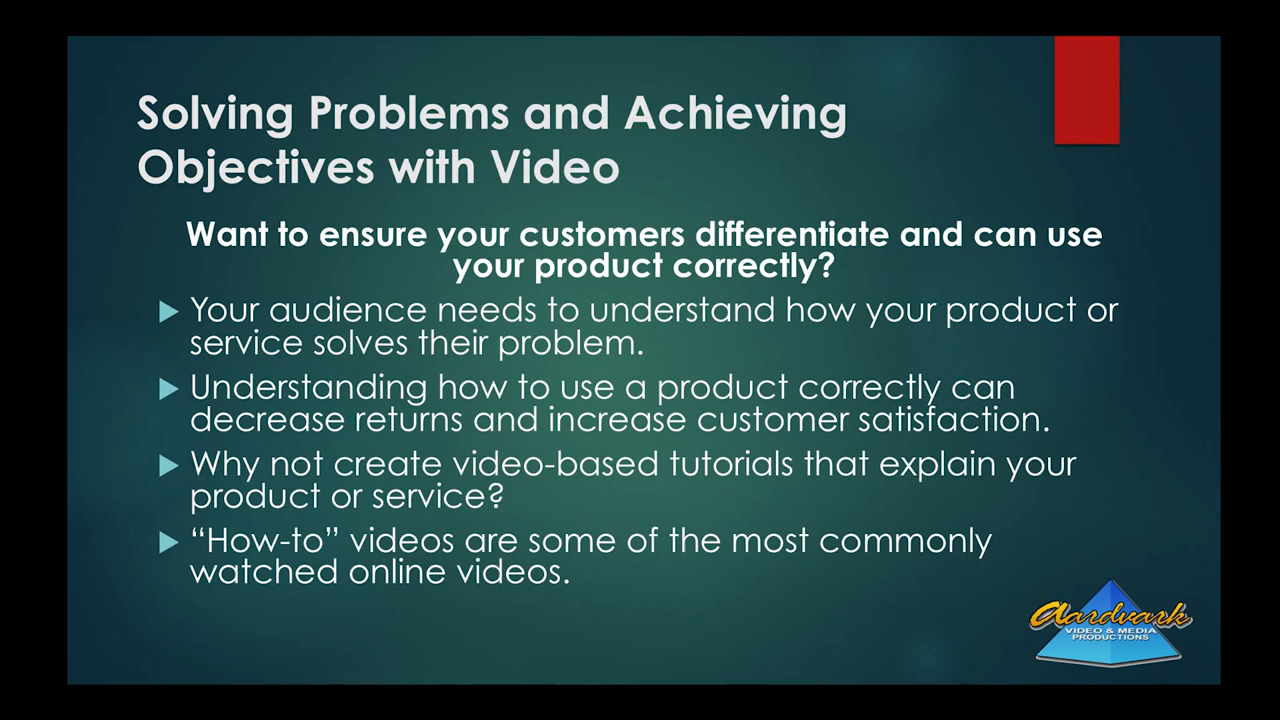 Solving Problems and Achieving
Objectives with Video
Want to ensure your customers differentiate and can use
your product correctly?
Your audience needs to understand how your product or
service solves their problem.
Understanding how to use a product correctly can
decrease returns and increase customer satisfaction.
Why not create video-based tutorials that explain your
product or service?
“How-to” videos are some of the most commonly
watched online videos.
Aardvark
VIDEO & MEDIA
PRODUCTIONS